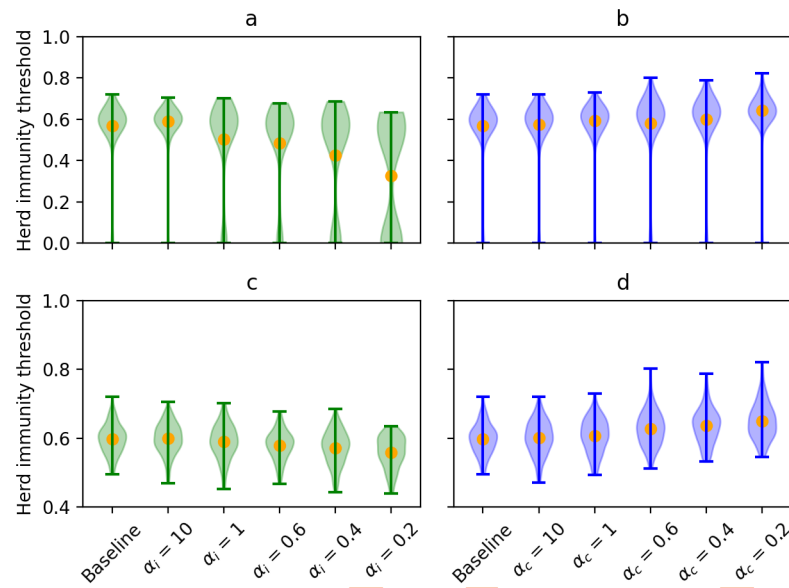 a
b
Herd immunity threshold
1.0
0.8
0.6
0.4
0.2
0.0
c
d
Herd immunity threshold
1.0
0.8
0.6
0.4
Baseline
αi = 10
αi = 1
αi = 0.6
αi = 0.4
αi = 0.2
Baseline
αc = 10
αc = 1
αc = 0.6
αc = 0.4
αc = 0.2